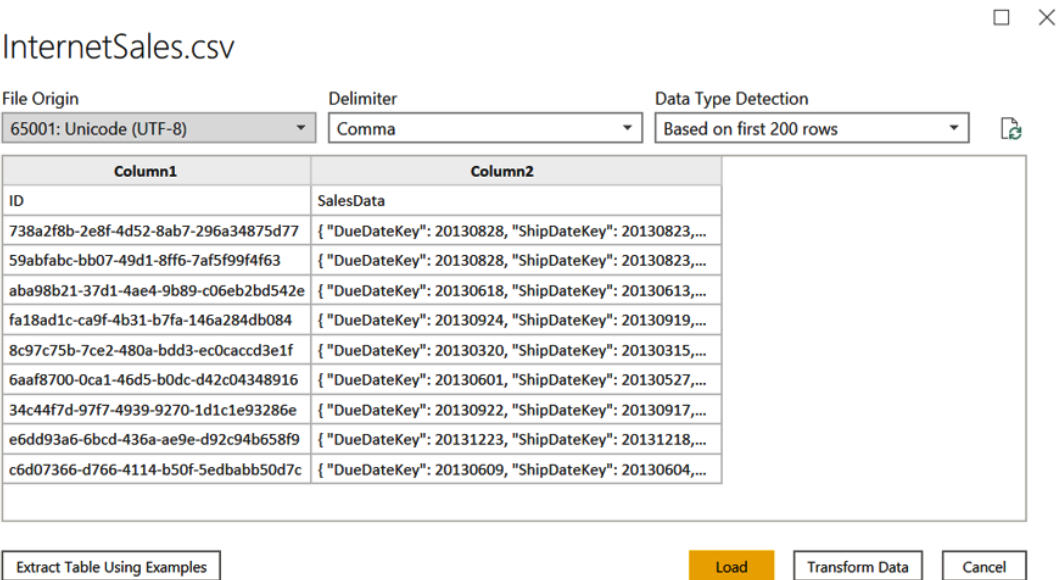 InternetSales.csv
File Origin Delimiter Data Type Detection
65001: Unicode (UTF-8) Comma Based on first 200 rows
Column1 Column2
ID SalesData
738a2f8b-2e8f-4d52-8ab7-296a34875d77 { "DueDateKey": 20130828, "ShipDateKey": 20130823,...
59abfabc-bb07-49d1-8ff6-7af5f99f4f63 { "DueDateKey": 20130828, "ShipDateKey": 20130823,...
aba98b21-37d1-4ae4-9b89-c06eb2bd542e { "DueDateKey": 20130618, "ShipDateKey": 20130613,...
fa18ad1c-ca9f-4b31-b7fa-146a284db084 { "DueDateKey": 20130924, "ShipDateKey": 20130919,...
8c97c75b-7ce2-480a-bdd3-ec0caccd3e1f { "DueDateKey": 20130320, "ShipDateKey": 20130315,...
6aaf8700-0ca1-46d5-b0dc-d42c04348916 { "DueDateKey": 20130601, "ShipDateKey": 20130527,...
34c44f7d-97f7-4939-9270-1d1c1e93286e { "DueDateKey": 20130922, "ShipDateKey": 20130917,...
e6dd93a6-6bcd-436a-ae9e-d92c94b658f9 { "DueDateKey": 20131223, "ShipDateKey": 20131218,...
c6d07366-d766-4114-b50f-5edbabb50d7c { "DueDateKey": 20130609, "ShipDateKey": 20130604,...
Extract Table Using Examples Load Transform Data Cancel